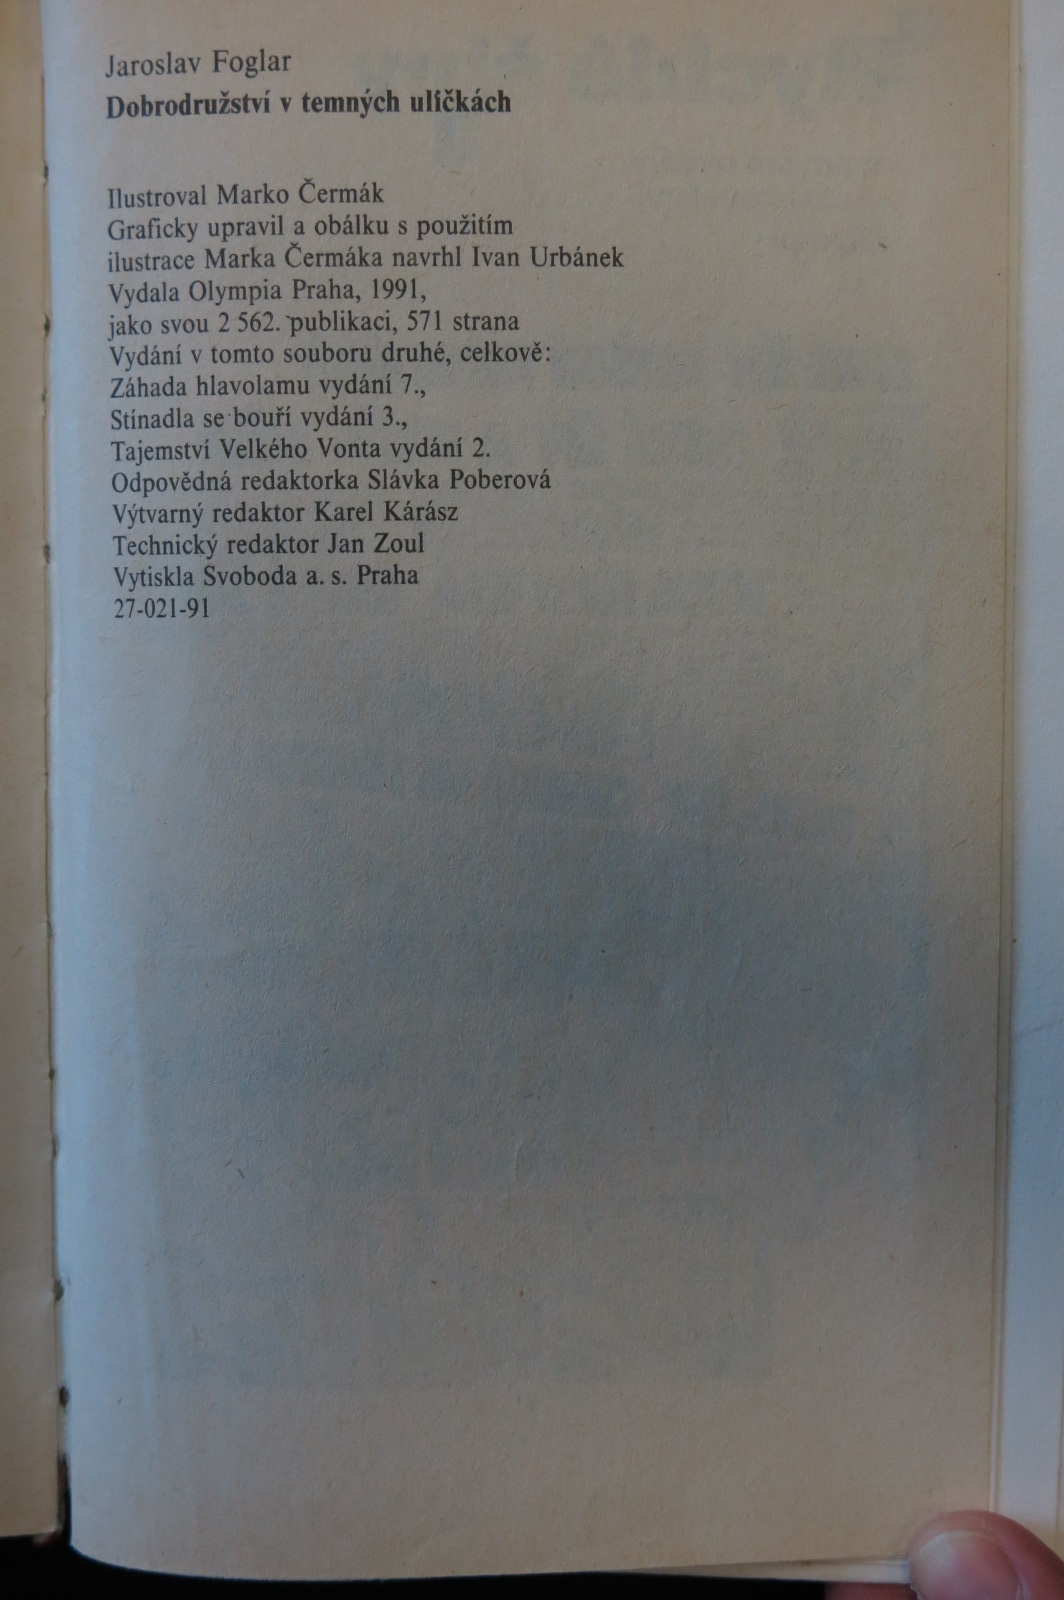 Jaroslav Foglar
Dobrodružství v temných uličkách
Ilustroval Marko Čermák
Graficky upravil a obálku s použitím
ilustrace Marka Čermáka navrhl Ivan Urbánek
Vydala Olympia Praha, 1991,
jako svou 2 562. publikaci, 571 strana
Vydání v tomto souboru druhé, celkově:
Záhada hlavolamu vydání 7.,
Stínadla se bouří vydání 3.,
Tajemství Velkého Vonta vydání 2.
Odpovědná redaktorka Slávka Poberová
Výtvarný redaktor Karel Kárász
Technický redaktor Jan Zoul
Vytiskla Svoboda a. s. Praha
27-021-91